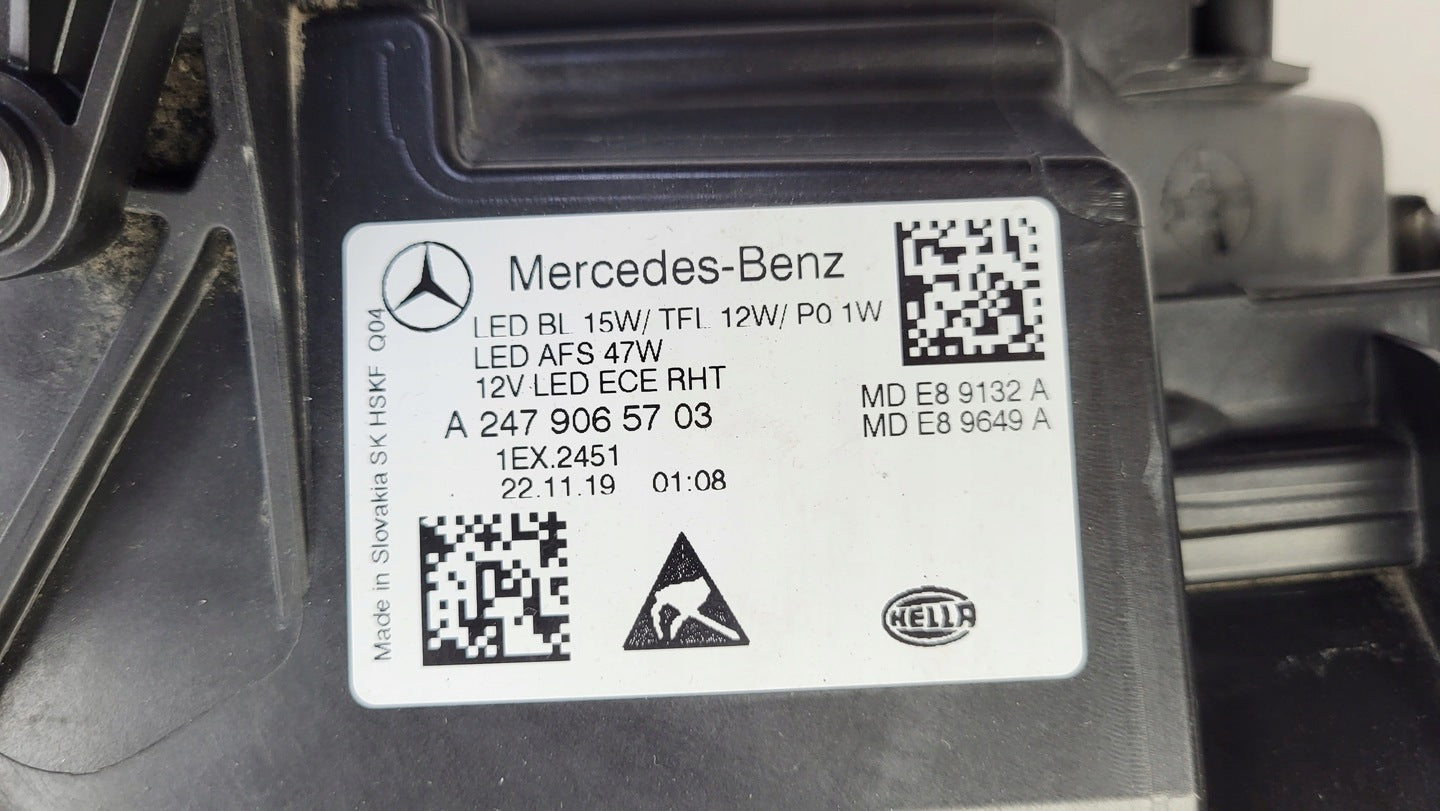 Mercedes-Benz
LED BL 15W/ TFL 12W/ PO 1W
LED AFS 47W
12V LED ECE RHT
A 247 906 57 03
1EX.2451
22.11.19 01:08
MD E8 9132 A
MD E8 9649 A
Made in Slovakia SK HSKF Q04
HELLA